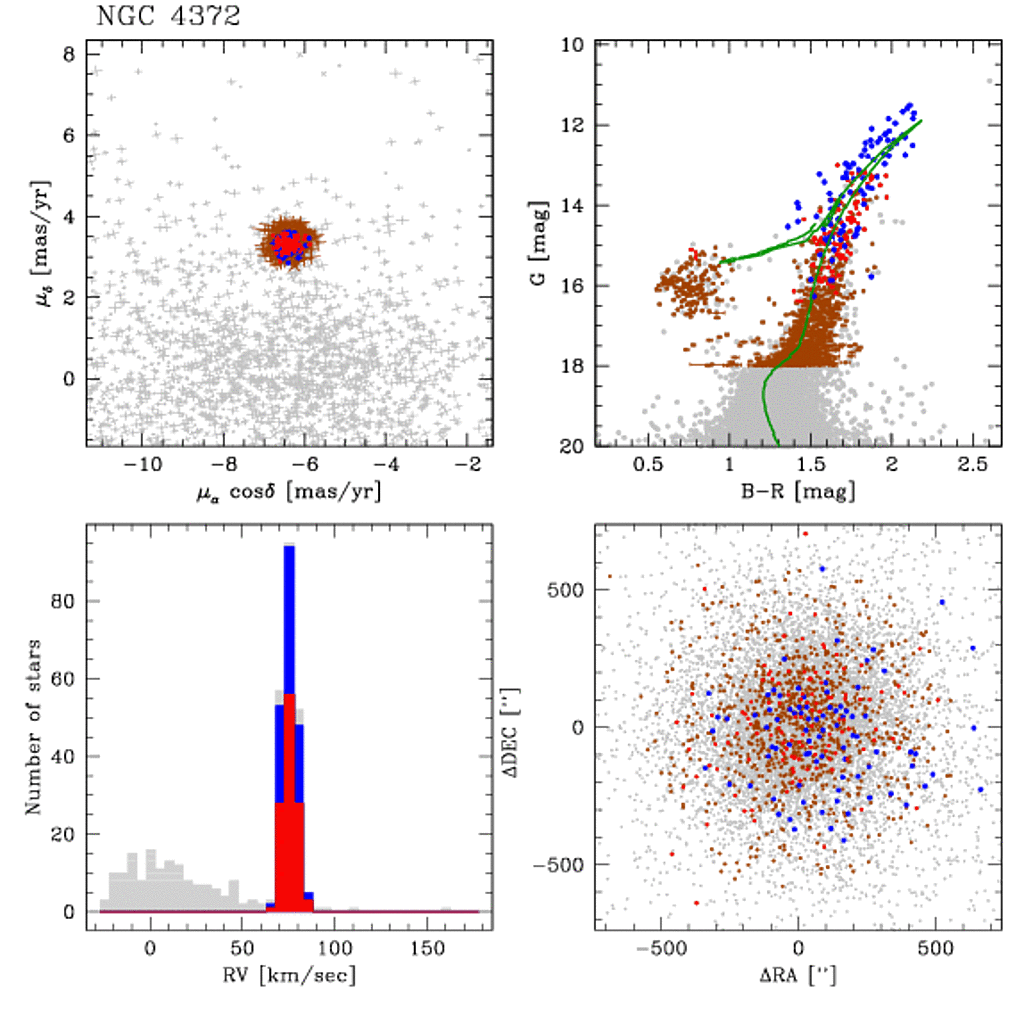 NGC 4372
8
6
4
2
0
μδ [mas/yr]
−10 −8 −6 −4 −2
μα cosδ [mas/yr]
10
12
14
16
18
20
G [mag]
0.5 1 1.5 2 2.5
B−R [mag]
80
60
40
20
0
Number of stars
0 50 100 150
RV [km/sec]
500
0
−500
ΔDEC [″]
−500 0 500
ΔRA [″]